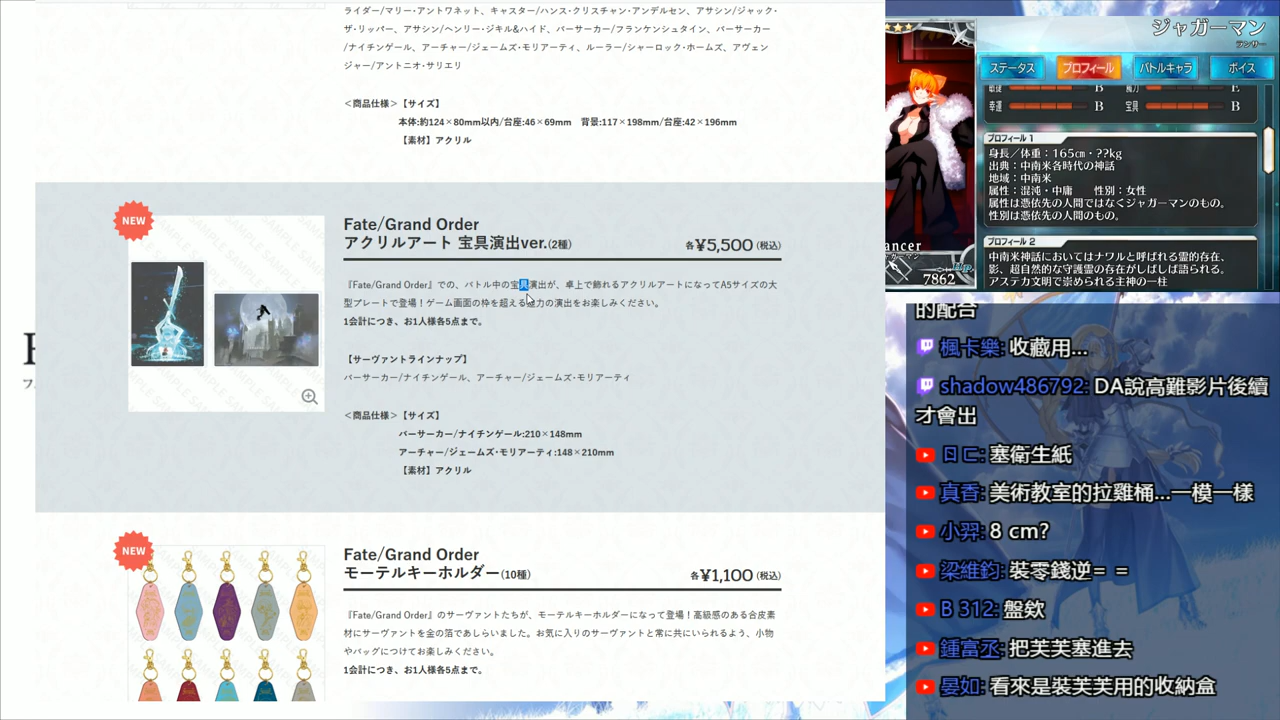 ライダー/マリー・アントワネット、キャスター/ハンス・クリスチャン・アンデルセン、アサシン/ジャック・
ザ・リッパー、アサシン/ヘンリー・ジキル&ハイド、バーサーカー/フランケンシュタイン、バーサーカー
/ナイチンゲール、アーチャー/ジェームズ・モリアーティ、ルーラー/シャーロック・ホームズ、アヴェン
ジャー/アントニオ・サリエリ
＜商品仕様＞【サイズ】
本体:約124×80mm以内/台座:46×69mm　背景:117×198mm/台座:42×196mm
【素材】アクリル
NEW
Fate/Grand Order
アクリルアート 宝具演出ver.(2種)
各¥5,500 (税込)
『Fate/Grand Order』での、バトル中の宝具演出が、卓上で飾れるアクリルアートになってA5サイズの大
型プレートで登場！ゲーム画面の枠を超える魅力の演出をお楽しみください。
1会計につき、お1人様各5点まで。
【サーヴァントラインナップ】
バーサーカー/ナイチンゲール、アーチャー/ジェームズ・モリアーティ
＜商品仕様＞【サイズ】
バーサーカー/ナイチンゲール:210×148mm
アーチャー/ジェームズ・モリアーティ:148×210mm
【素材】アクリル
NEW
Fate/Grand Order
モーテルキーホルダー(10種)
各¥1,100 (税込)
『Fate/Grand Order』のサーヴァントたちが、モーテルキーホルダーになって登場！高級感のある合皮素
材にサーヴァントを金の箔であしらいました。お気に入りのサーヴァントと常に共にいられるよう、小物
やバッグにつけてお楽しみください。
1会計につき、お1人様各5点まで。
ジャガーマン
ランサー
ステータス
プロフィール
バトルキャラ
ボイス
敏捷 B 魔力 E
幸運 B 宝具 B
プロフィール 1
身長／体重：165cm・??kg
出典：中南米各時代の神話
地域：中南米
属性：混沌・中庸　性別：女性
属性は憑依先の人間ではなくジャガーマンのもの。
性別は憑依先の人間のもの。
プロフィール 2
中南米神話においてはナワルと呼ばれる霊的存在、
影、超自然的な守護霊の存在がしばしば語られる。
アステカ文明で崇められる主神の一柱
ancer
ジャガーマン
7862
的配合
楓卡樂: 收藏用...
shadow486792: DA說高難影片後續
才會出
日匚: 塞衛生紙
真香: 美術教室的垃雞桶...一模一樣
小羿: 8 cm?
梁維鈞: 裝零錢逆= =
B 312: 盤欸
鍾富丞: 把芙芙塞進去
晏如: 看來是裝芙芙用的收納盒